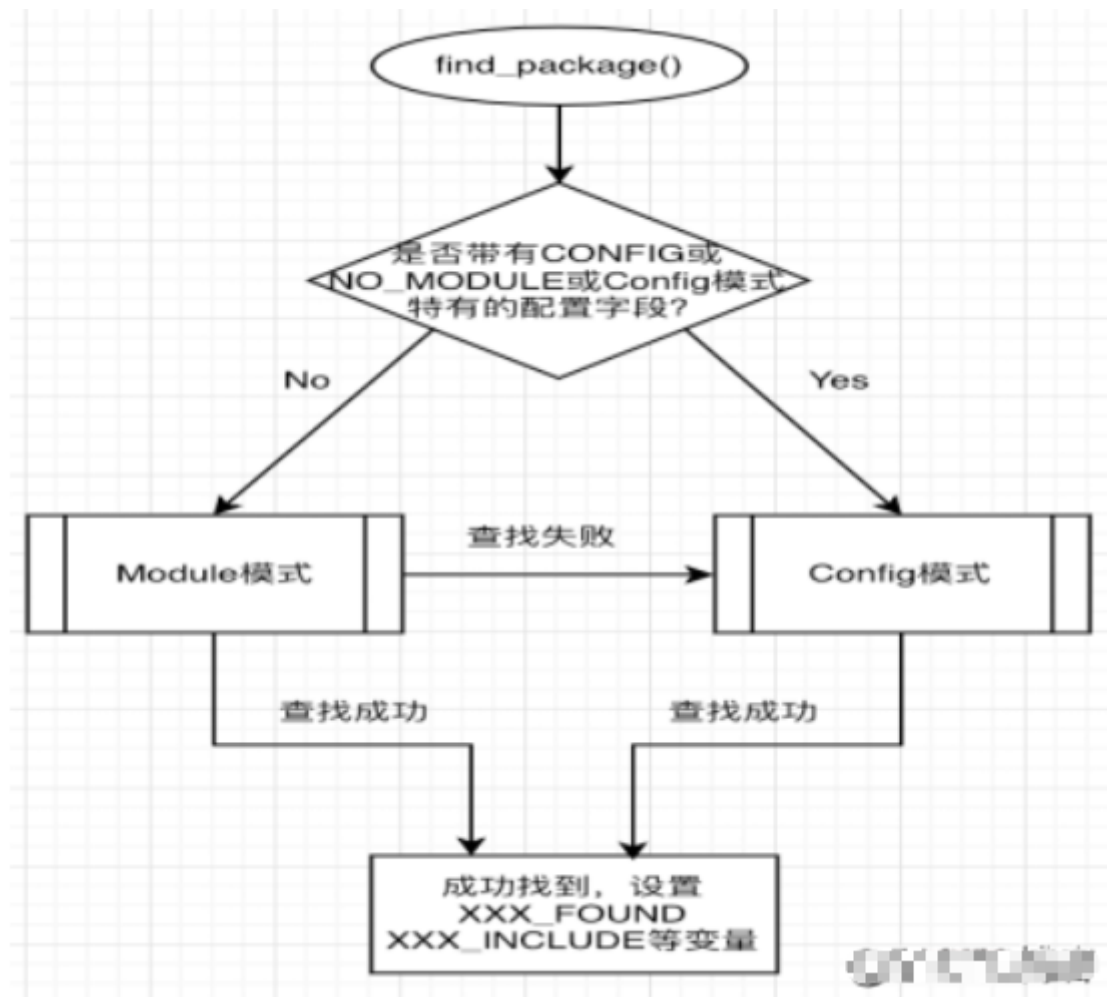 find_package()
是否带有CONFIG或
NO_MODULE或Config模式
特有的配置字段?
No
Yes
查找失败
Module模式
Config模式
查找成功
查找成功
成功找到, 设置
XXX_FOUND
XXX_INCLUDE等变量